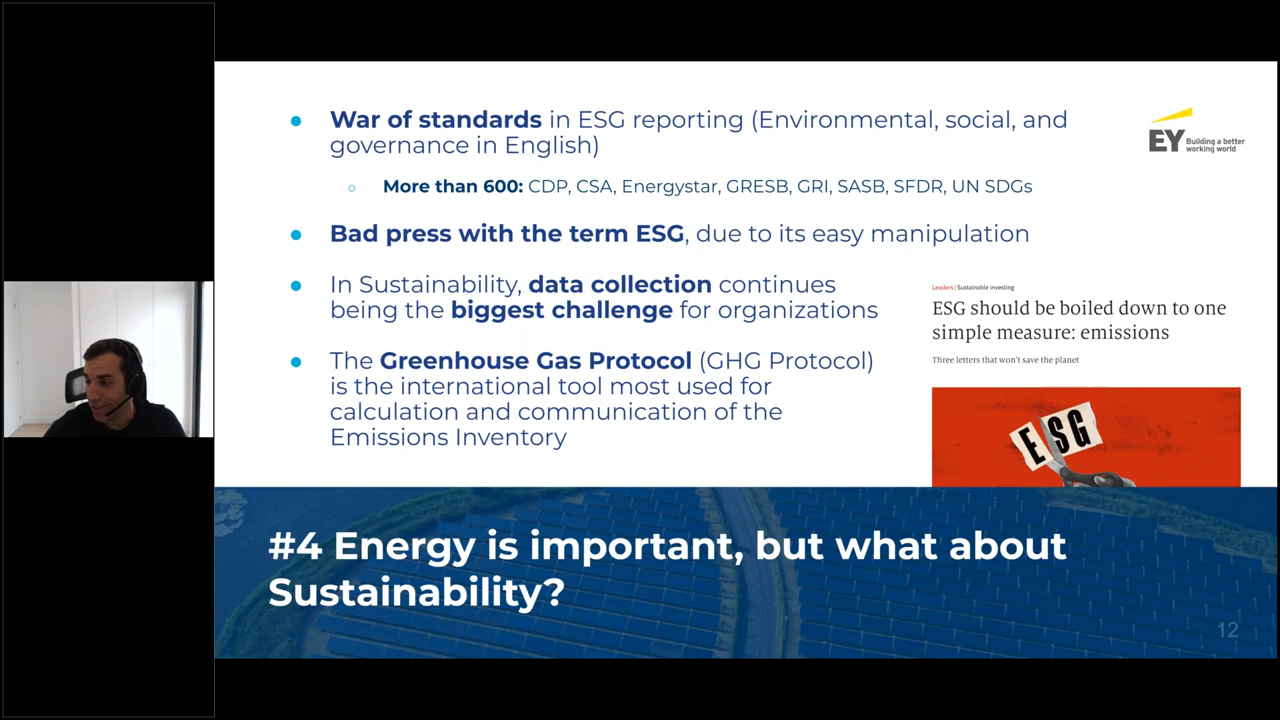 ● War of standards in ESG reporting (Environmental, social, and
governance in English)
○ More than 600: CDP, CSA, Energystar, GRESB, GRI, SASB, SFDR, UN SDGs
● Bad press with the term ESG, due to its easy manipulation
● In Sustainability, data collection continues
being the biggest challenge for organizations
● The Greenhouse Gas Protocol (GHG Protocol)
is the international tool most used for
calculation and communication of the
Emissions Inventory
EY Building a better
working world
Leaders | Sustainable investing
ESG should be boiled down to one
simple measure: emissions
Three letters that won't save the planet
ESG
#4 Energy is important, but what about
Sustainability?
12